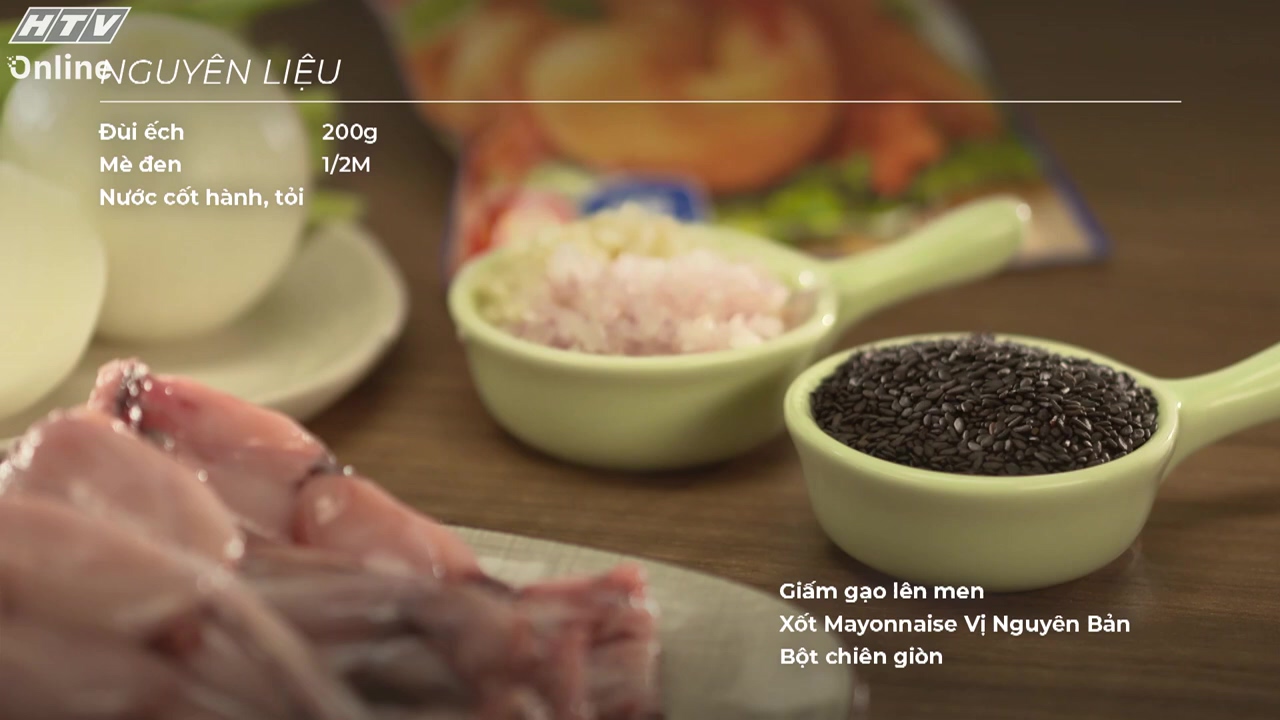 HTV
Online
NGUYÊN LIỆU
Đùi ếch 200g
Mè đen 1/2M
Nước cốt hành, tỏi
Giấm gạo lên men
Xốt Mayonnaise Vị Nguyên Bản
Bột chiên giòn